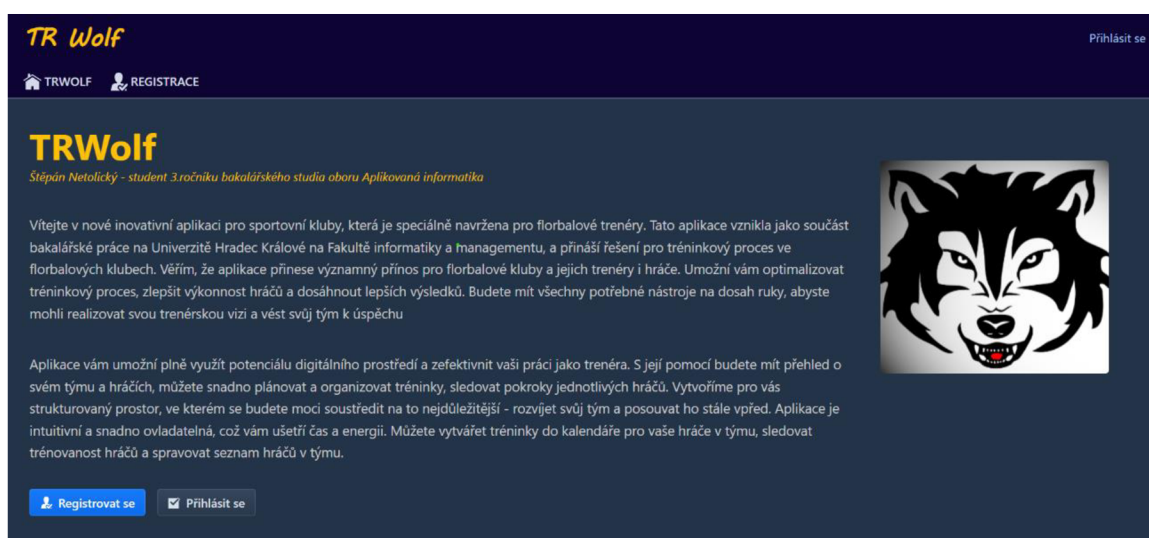 TR Wolf
Přihlásit se
TRWOLF
REGISTRACE
TRWolf
Štěpán Netolický - student 3.ročníku bakalářského studia oboru Aplikovaná informatika
Vítejte v nové inovativní aplikaci pro sportovní kluby, která je speciálně navržena pro florbalové trenéry. Tato aplikace vznikla jako součást
bakalářské práce na Univerzitě Hradec Králové na Fakultě informatiky a managementu, a přináší řešení pro tréninkový proces ve
florbalových klubech. Věřím, že aplikace přinese významný přínos pro florbalové kluby a jejich trenéry i hráče. Umožní vám optimalizovat
tréninkový proces, zlepšit výkonnost hráčů a dosáhnout lepších výsledků. Budete mít všechny potřebné nástroje na dosah ruky, abyste
mohli realizovat svou trenérskou vizi a vést svůj tým k úspěchu
Aplikace vám umožní plně využít potenciálu digitálního prostředí a zefektivnit vaši práci jako trenéra. S její pomocí budete mít přehled o
svém týmu a hráčích, můžete snadno plánovat a organizovat tréninky, sledovat pokroky jednotlivých hráčů. Vytvoříme pro vás
strukturovaný prostor, ve kterém se budete moci soustředit na to nejdůležitější - rozvíjet svůj tým a posouvat ho stále vpřed. Aplikace je
intuitivní a snadno ovladatelná, což vám ušetří čas a energii. Můžete vytvářet tréninky do kalendáře pro vaše hráče v týmu, sledovat
trénovanost hráčů a spravovat seznam hráčů v týmu.
Registrovat se
Přihlásit se